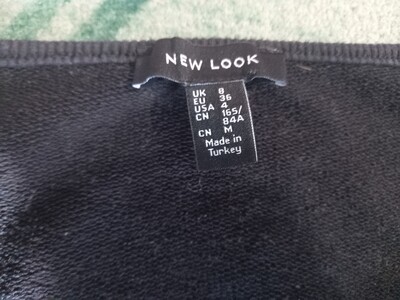 NEW LOOK
UK 8
EU 36
USA 4
CN 165/
84A
CN M
Made in
Turkey